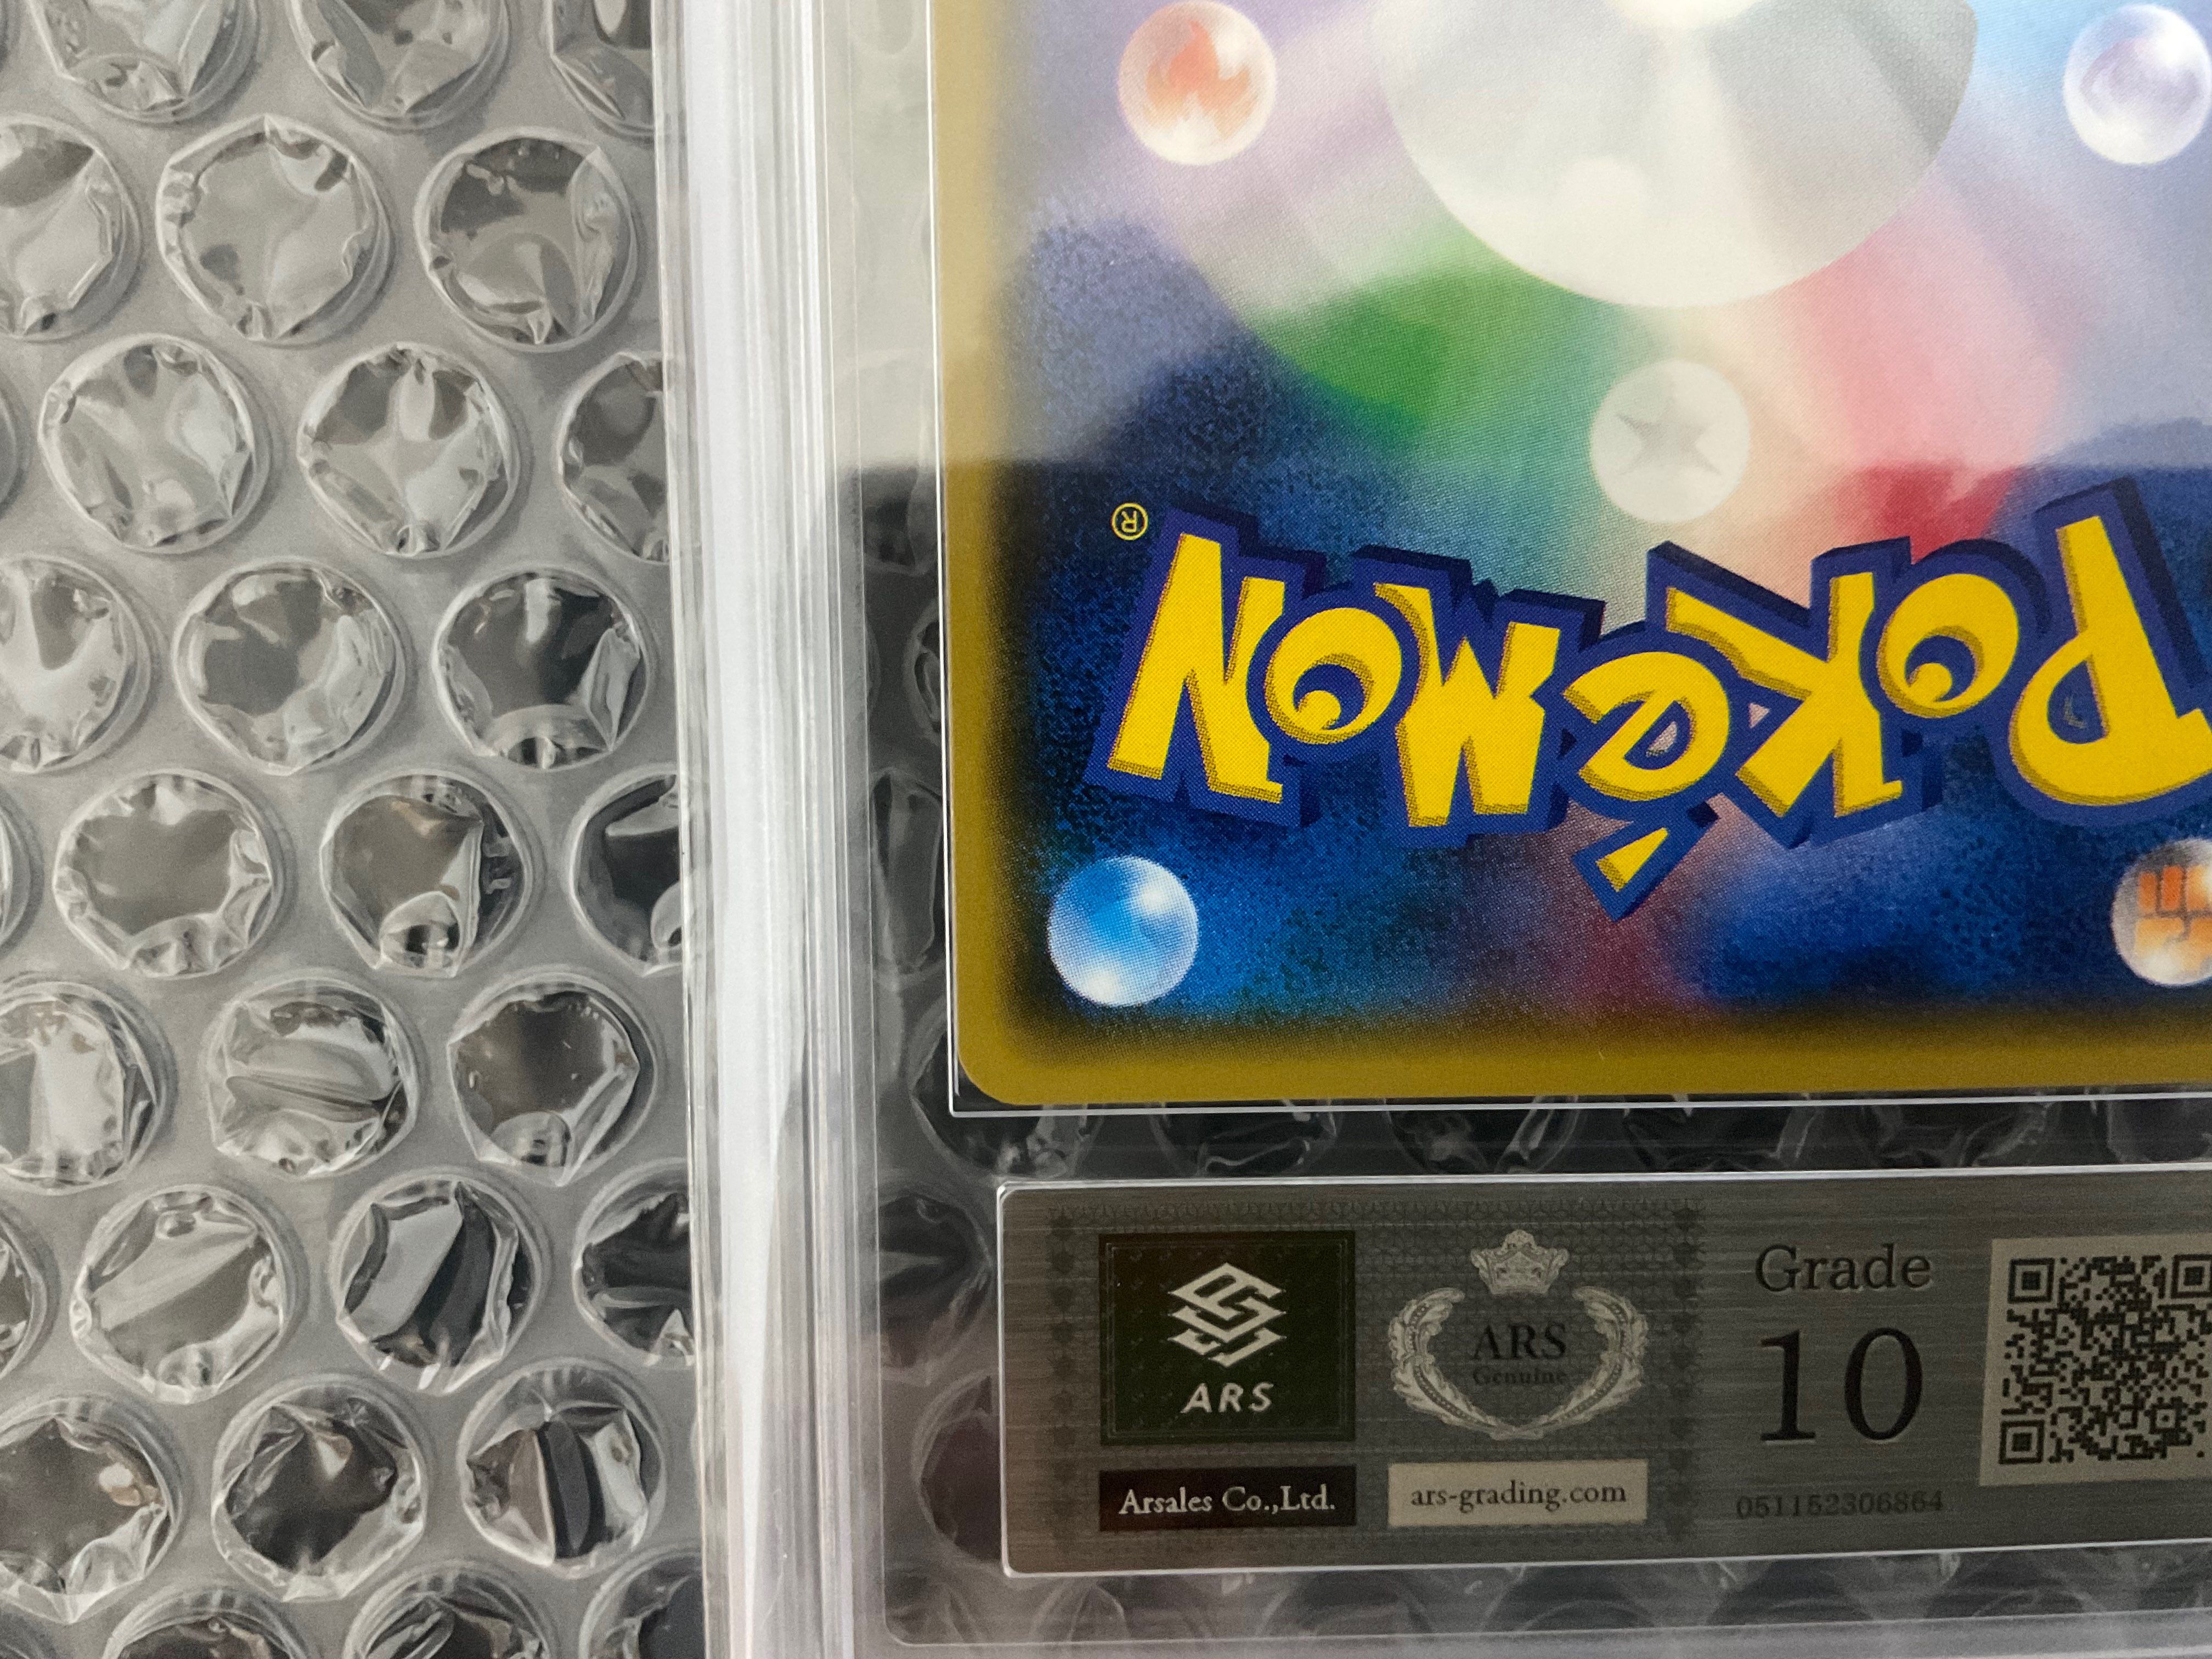 ®
POKéMON
ARS
Arsales Co.,Ltd.
ARS
Genuine
ars-grading.com
Grade
10
051152306864